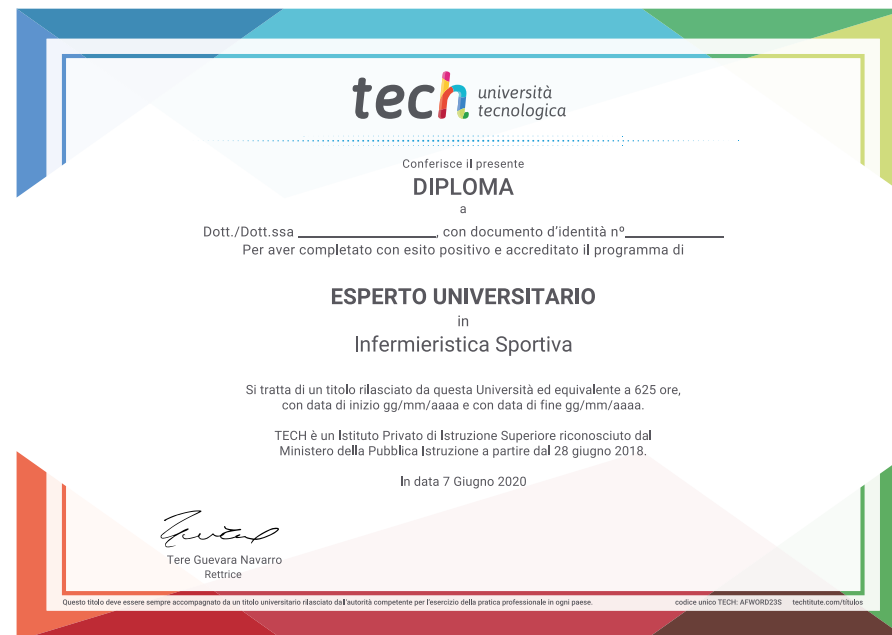 tech università
tecnologica
Conferisce il presente
DIPLOMA
a
Dott./Dott.ssa ____________________, con documento d'identità nº______________
Per aver completato con esito positivo e accreditato il programma di
ESPERTO UNIVERSITARIO
in
Infermieristica Sportiva
Si tratta di un titolo rilasciato da questa Università ed equivalente a 625 ore,
con data di inizio gg/mm/aaaa e con data di fine gg/mm/aaaa.
TECH è un Istituto Privato di Istruzione Superiore riconosciuto dal
Ministero della Pubblica Istruzione a partire dal 28 giugno 2018.
In data 7 Giugno 2020
Tere Guevara Navarro
Rettrice
Questo titolo deve essere sempre accompagnato da un titolo universitario rilasciato dall'autorità competente per l'esercizio della pratica professionale in ogni paese. codice unico TECH: AFWORD23S techtitute.com/títulos